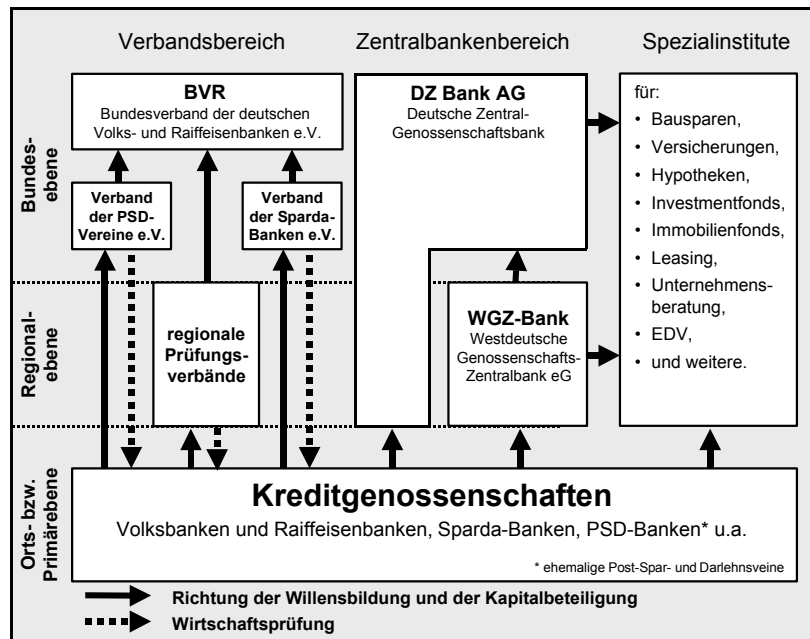 Verbandsbereich
Zentralbankenbereich
Spezialinstitute
Bundes-
ebene
BVR
Bundesverband der deutschen
Volks- und Raiffeisenbanken e.V.
Verband
der PSD-
Vereine e.V.
Verband
der Sparda-
Banken e.V.
DZ Bank AG
Deutsche Zentral-
Genossenschaftsbank
für:
• Bausparen,
• Versicherungen,
• Hypotheken,
• Investmentfonds,
• Immobilienfonds,
• Leasing,
• Unternehmens-
beratung,
• EDV,
• und weitere.
Regional-
ebene
regionale
Prüfungs-
verbände
WGZ-Bank
Westdeutsche
Genossenschafts-
Zentralbank eG
Orts- bzw.
Primärebene
Kreditgenossenschaften
Volksbanken und Raiffeisenbanken, Sparda-Banken, PSD-Banken* u.a.
* ehemalige Post-Spar- und Darlehnsveine
Richtung der Willensbildung und der Kapitalbeteiligung
Wirtschaftsprüfung